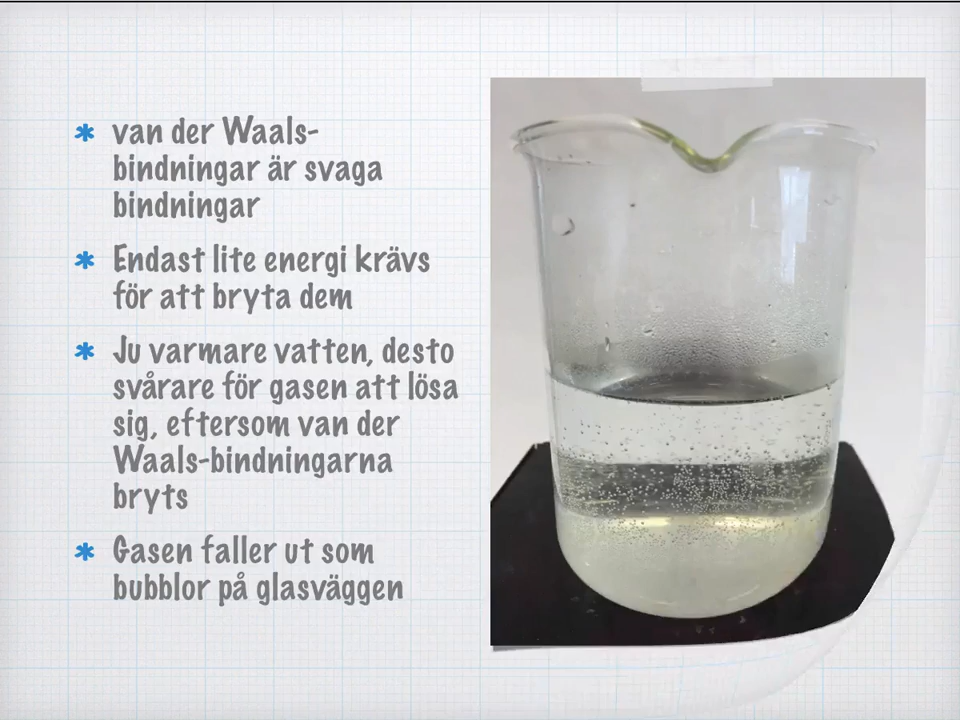 van der Waals-
bindningar är svaga
bindningar
Endast lite energi krävs
för att bryta dem
Ju varmare vatten, desto
svårare för gasen att lösa
sig, eftersom van der
Waals-bindningarna
bryts
Gasen faller ut som
bubblor på glasväggen